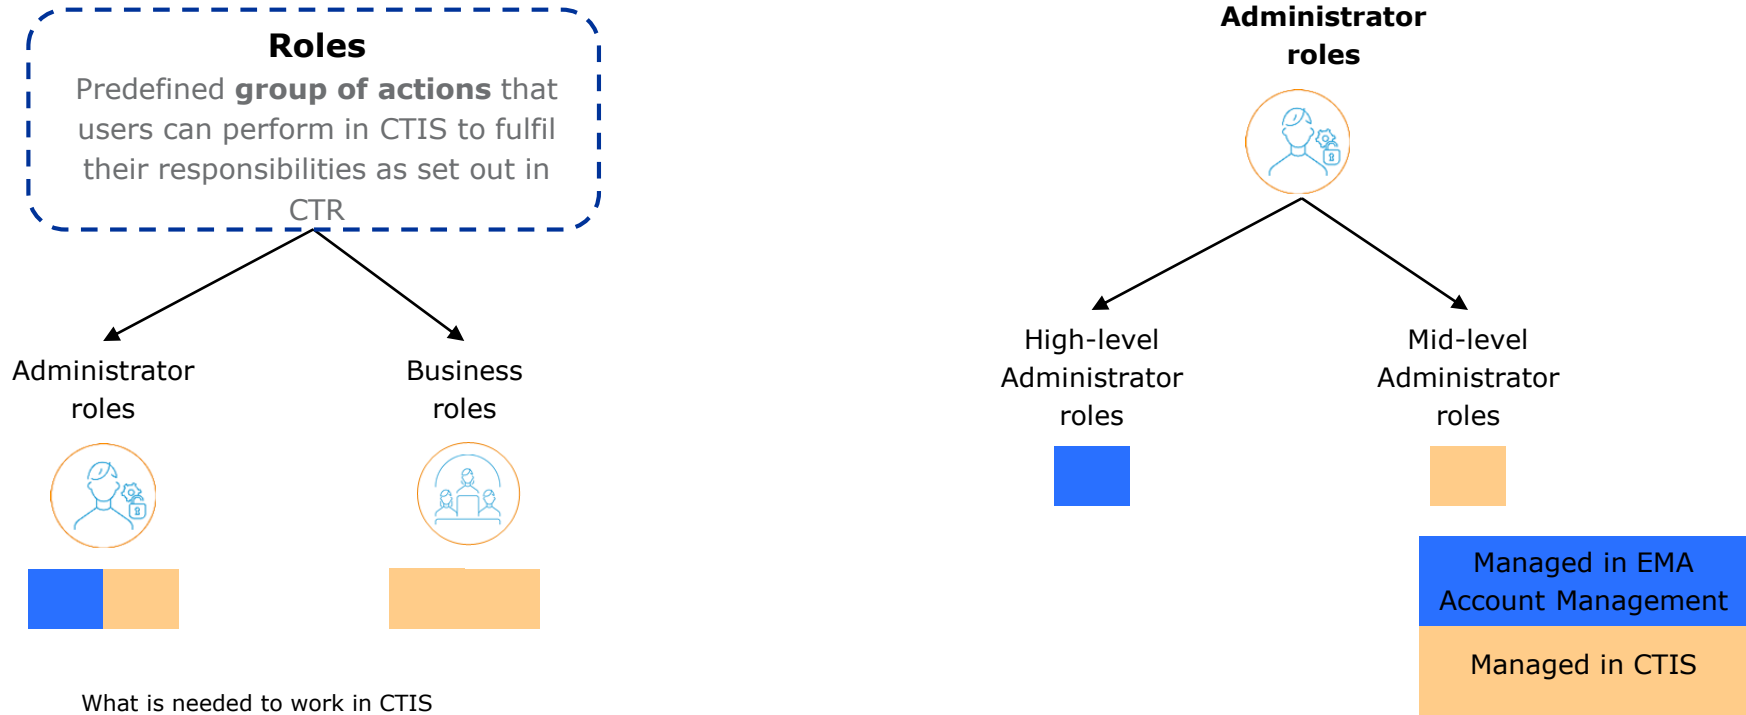 Roles
Predefined group of actions that
users can perform in CTIS to fulfil
their responsibilities as set out in
CTR
Administrator
roles
Business
roles
What is needed to work in CTIS
Administrator
roles
High-level
Administrator
roles
Mid-level
Administrator
roles
Managed in EMA
Account Management
Managed in CTIS